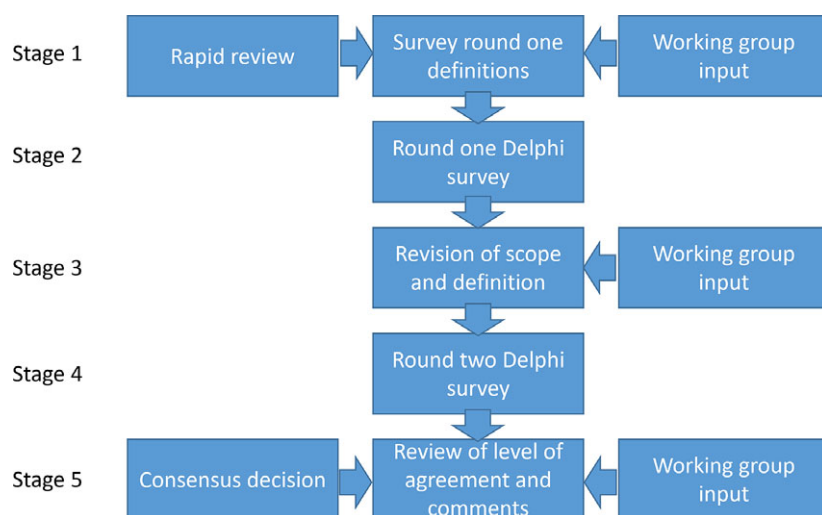 Stage 1
Rapid review
Survey round one
definitions
Working group
input
Stage 2
Round one Delphi
survey
Stage 3
Revision of scope
and definition
Working group
input
Stage 4
Round two Delphi
survey
Stage 5
Consensus decision
Review of level of
agreement and
comments
Working group
input